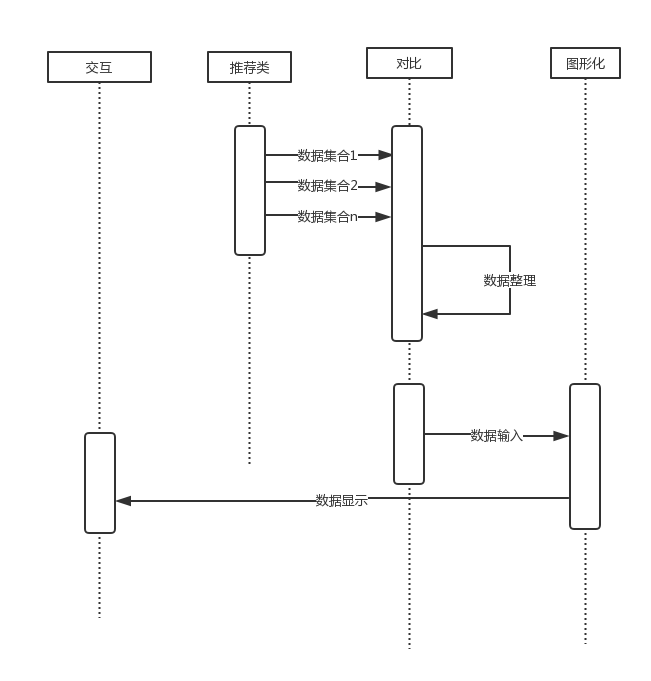 交互
推荐类
对比
图形化
数据集合1
数据集合2
数据集合n
数据整理
数据输入
数据显示